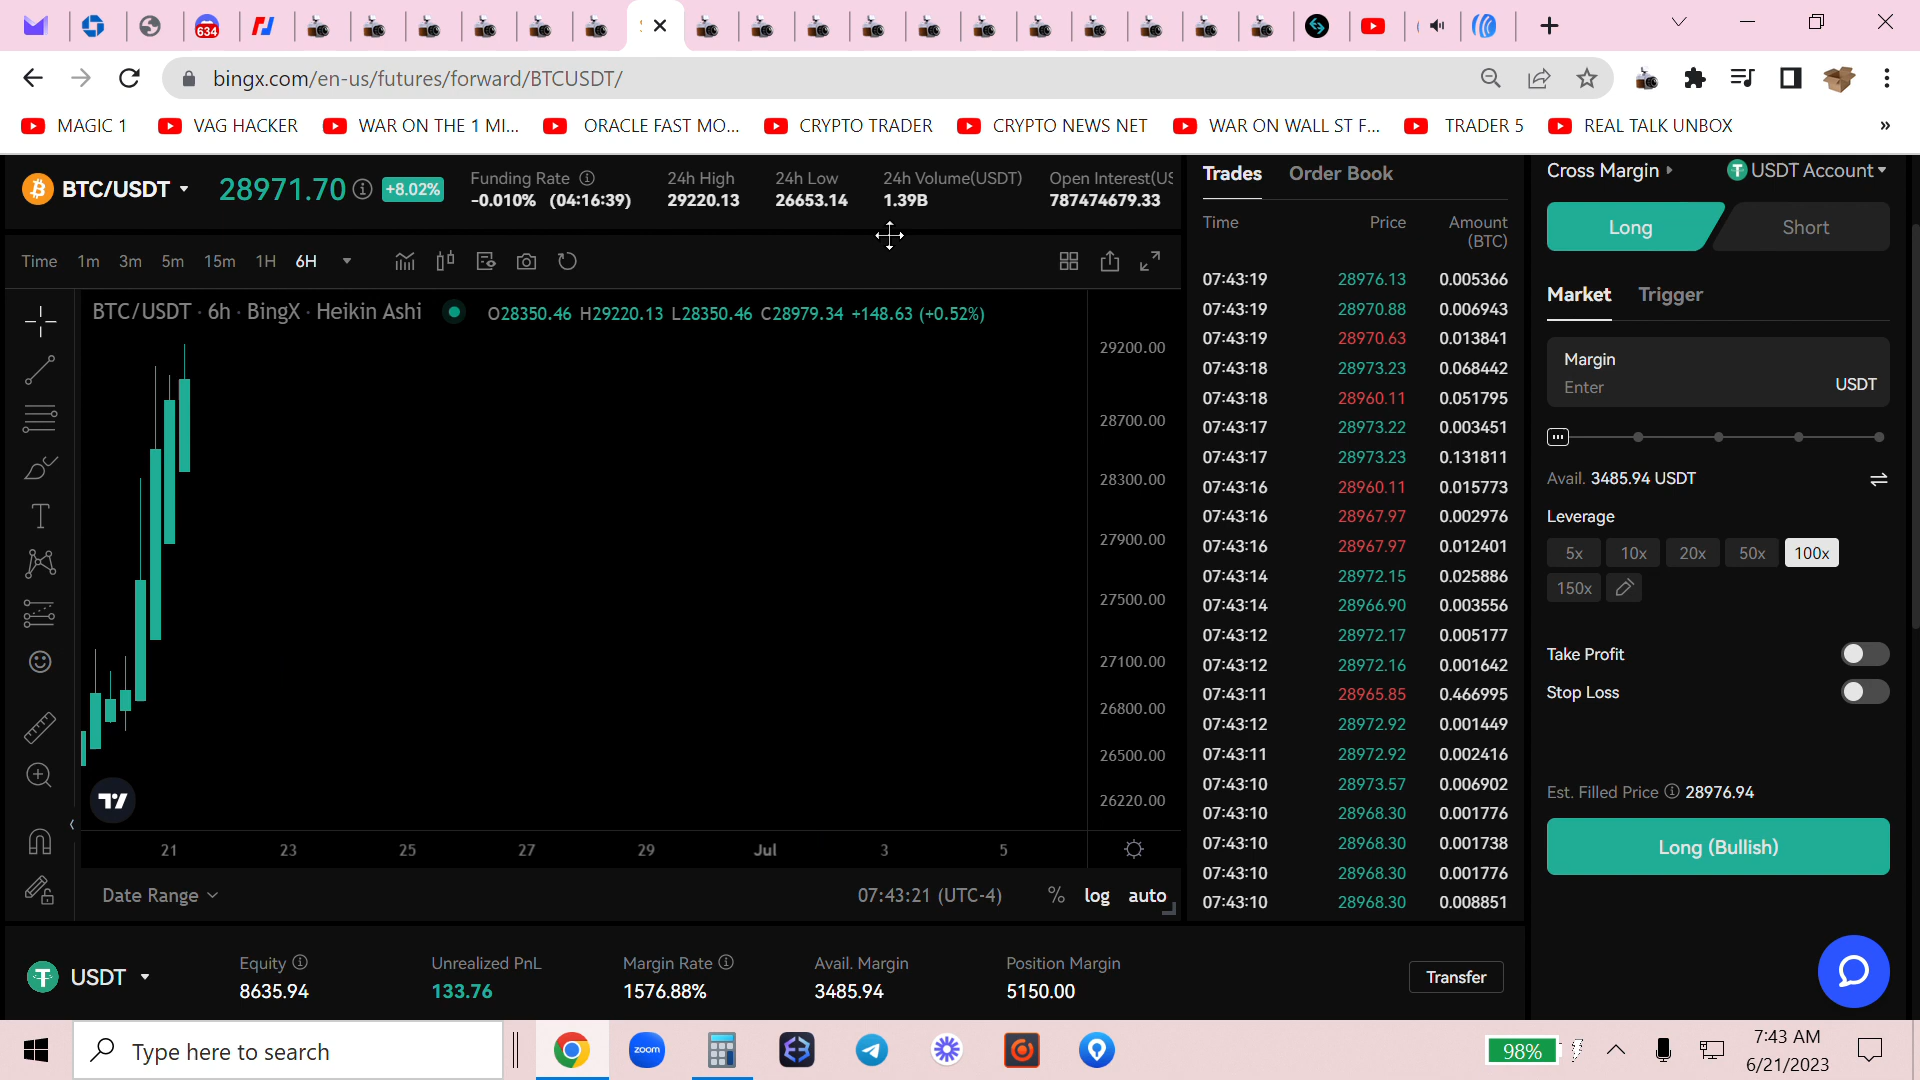 634
bingx.com/en-us/futures/forward/BTCUSDT/
MAGIC 1 VAG HACKER WAR ON THE 1 MI... ORACLE FAST MO... CRYPTO TRADER CRYPTO NEWS NET WAR ON WALL ST F... TRADER 5 REAL TALK UNBOX »
BTC/USDT 28971.70 +8.02%
Funding Rate 24h High 24h Low 24h Volume(USDT) Open Interest(US
-0.010% (04:16:39) 29220.13 26653.14 1.39B 787474679.33
Time 1m 3m 5m 15m 1H 6H
BTC/USDT · 6h · BingX · Heikin Ashi O28350.46 H29220.13 L28350.46 C28979.34 +148.63 (+0.52%)
29200.00
28700.00
28300.00
27900.00
27500.00
27100.00
26800.00
26500.00
26220.00
21 23 25 27 29 Jul 3 5
Date Range 07:43:21 (UTC-4) % log auto
Trades Order Book
Time Price Amount
(BTC)
07:43:19 28976.13 0.005366
07:43:19 28970.88 0.006943
07:43:19 28970.63 0.013841
07:43:18 28973.23 0.068442
07:43:18 28960.11 0.051795
07:43:17 28973.22 0.003451
07:43:17 28973.23 0.131811
07:43:16 28960.11 0.015773
07:43:16 28967.97 0.002976
07:43:16 28967.97 0.012401
07:43:14 28972.15 0.025886
07:43:14 28966.90 0.003556
07:43:12 28972.17 0.005177
07:43:12 28972.16 0.001642
07:43:11 28965.85 0.466995
07:43:12 28972.92 0.001449
07:43:11 28972.92 0.002416
07:43:10 28973.57 0.006902
07:43:10 28968.30 0.001776
07:43:10 28968.30 0.001738
07:43:10 28968.30 0.001776
07:43:10 28968.30 0.008851
Cross Margin USDT Account
Long Short
Market Trigger
Margin
Enter USDT
Avail. 3485.94 USDT
Leverage
5x 10x 20x 50x 100x
150x
Take Profit
Stop Loss
Est. Filled Price 28976.94
Long (Bullish)
USDT
Equity Unrealized PnL Margin Rate Avail. Margin Position Margin
8635.94 133.76 1576.88% 3485.94 5150.00
Transfer
Type here to search
zoom
98%
7:43 AM
6/21/2023